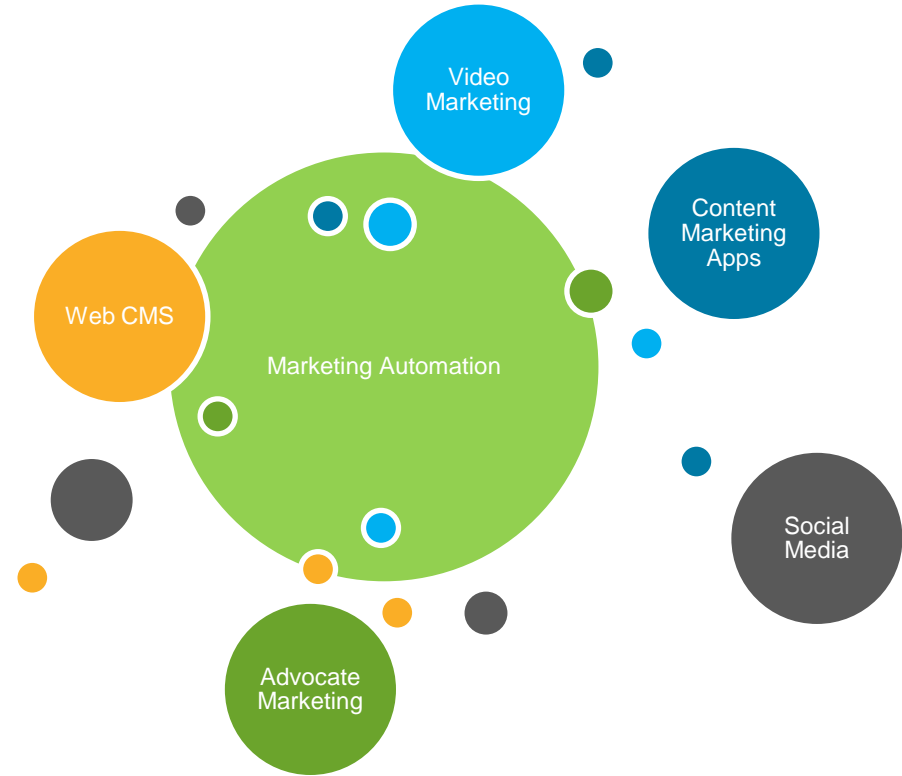 Video
Marketing
Content
Marketing
Apps
Web CMS
Marketing Automation
Social
Media
Advocate
Marketing